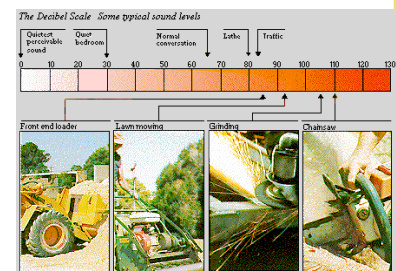 The Decibel Scale Some typical sound levels
Quietest perceivable sound
Quiet bedroom
Normal conversation
Lathe
Traffic
0 10 20 30 40 50 60 70 80 90 100 110 120 130
Front end loader
Lawn mowing
Grinding
Chainsaw